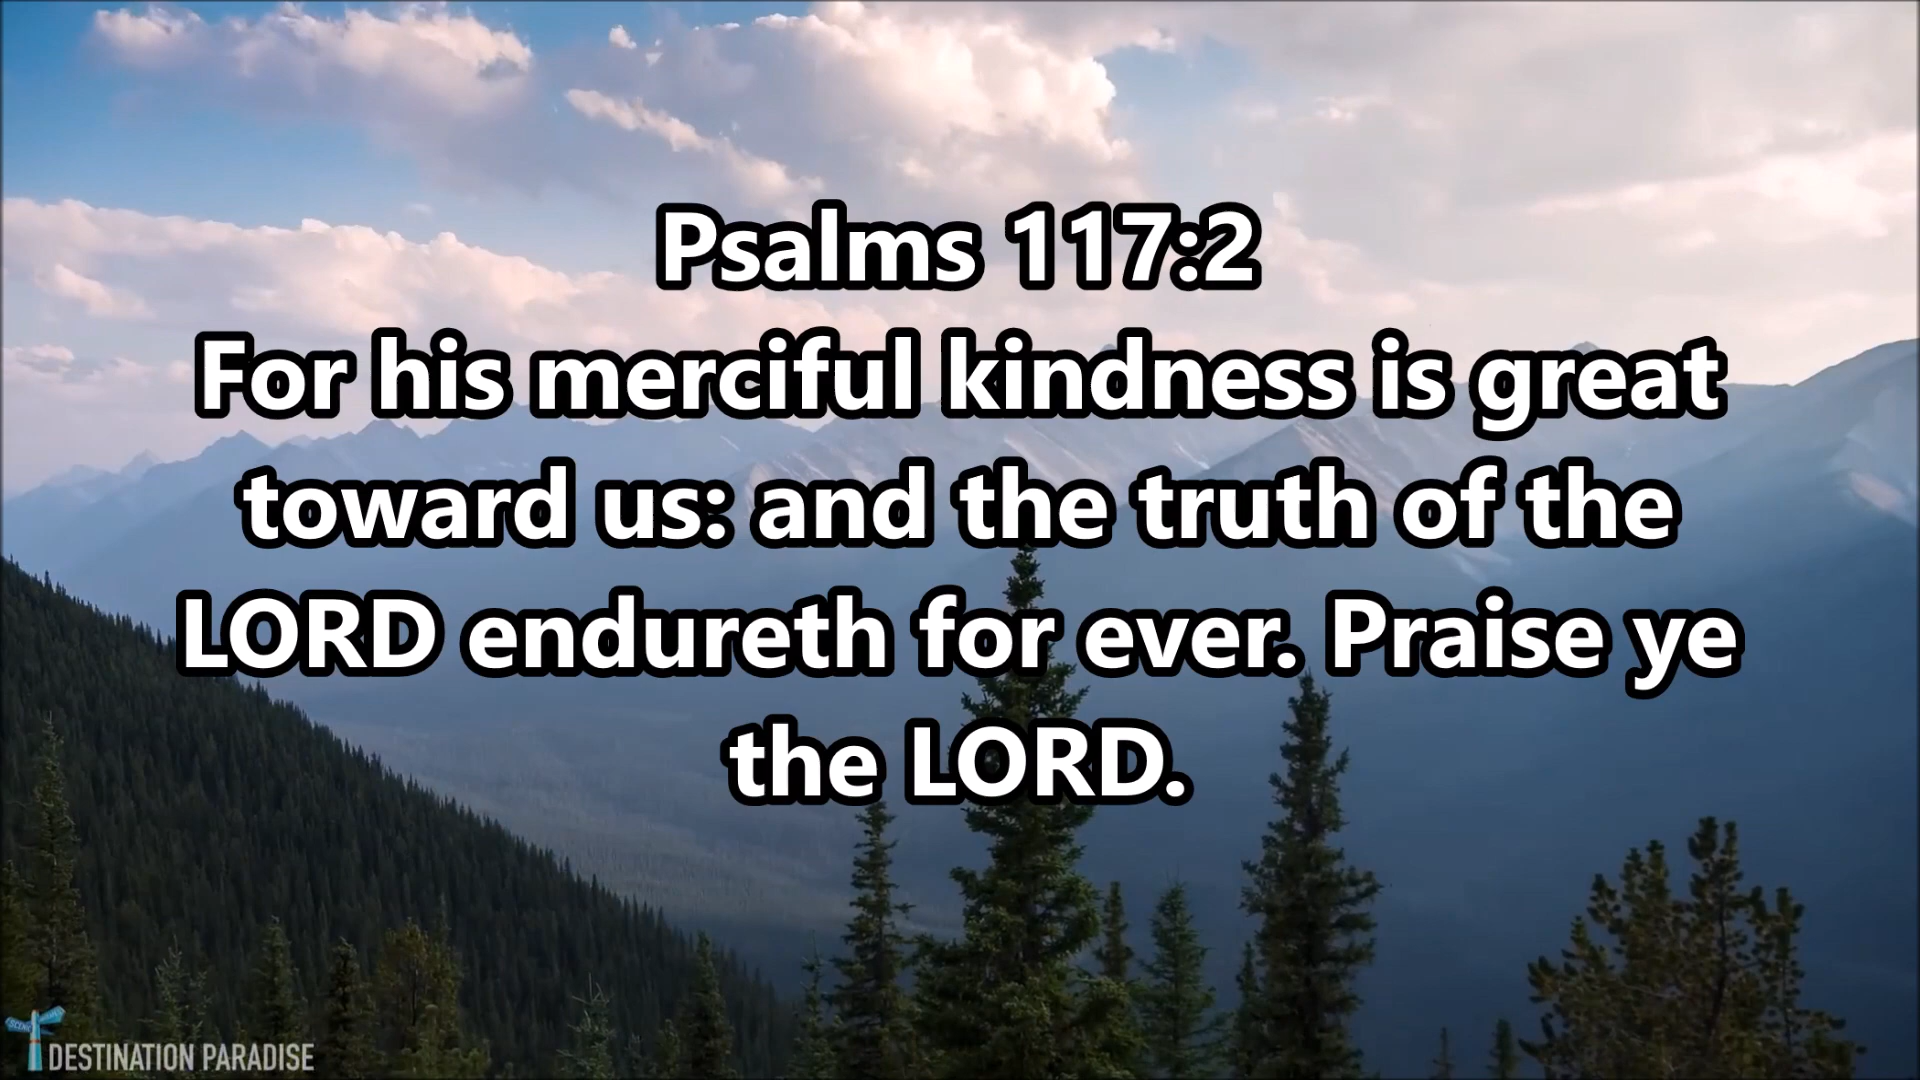 Psalms 117:2
For his merciful kindness is great
toward us: and the truth of the
LORD endureth for ever. Praise ye
the LORD.
DESTINATION PARADISE